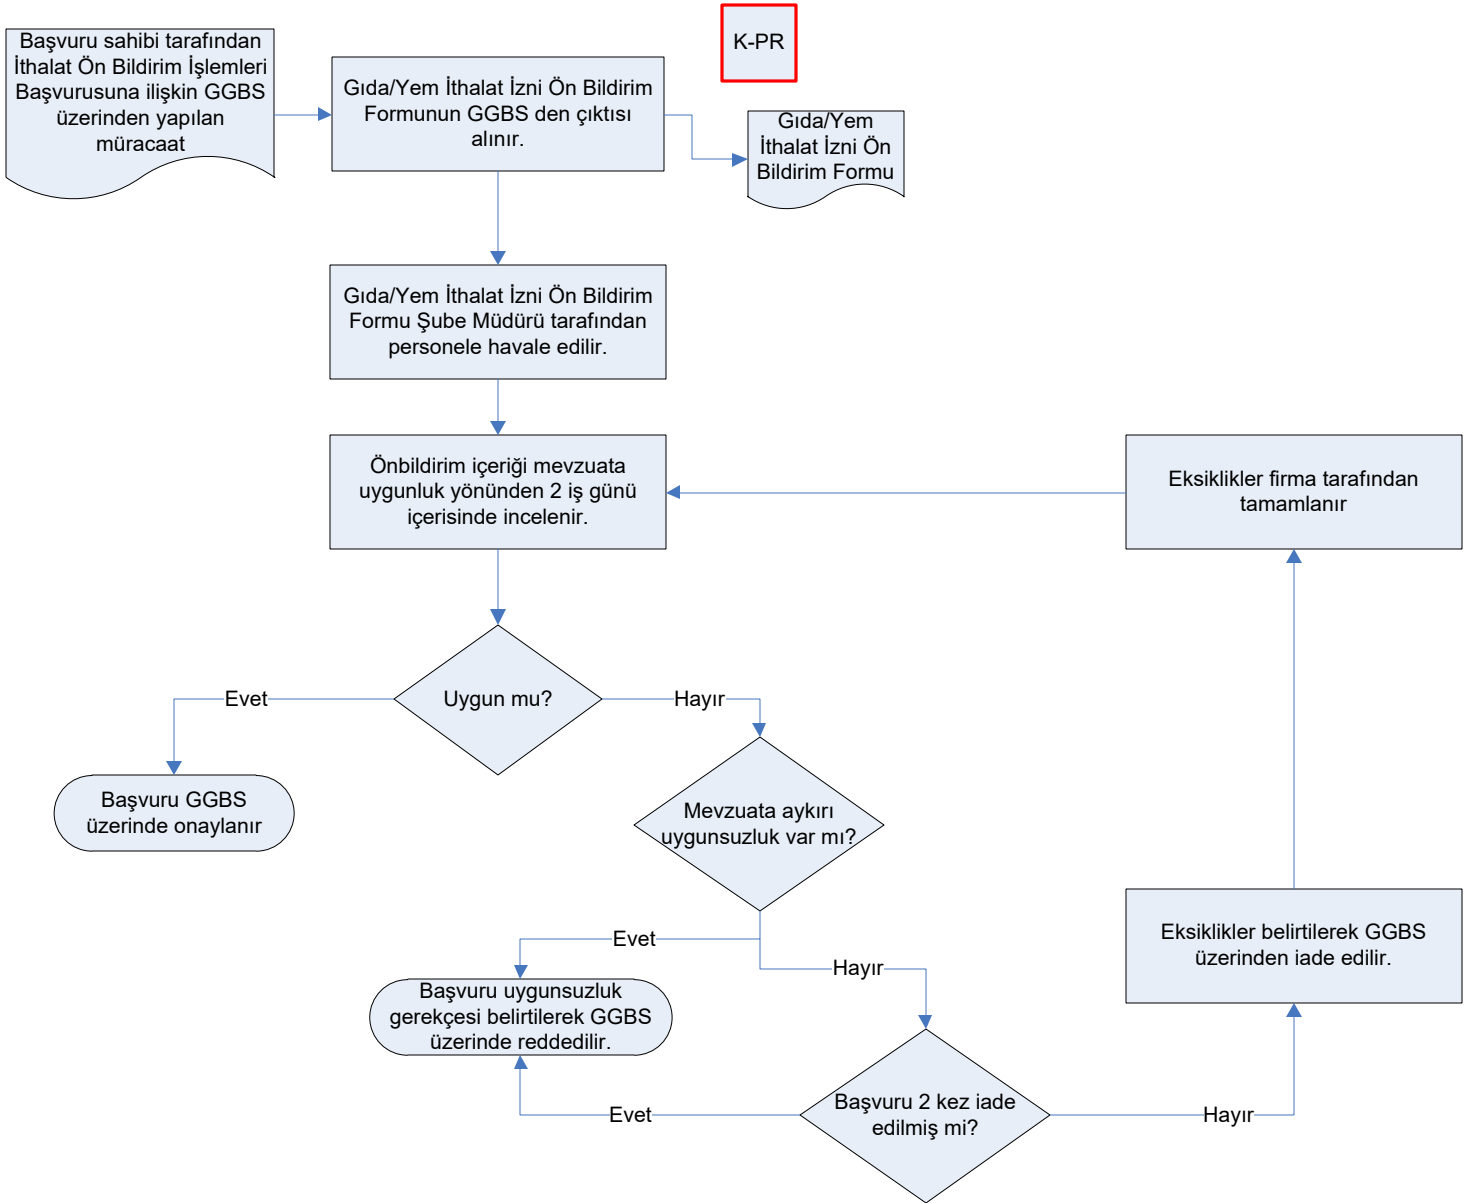 K-PR
Başvuru sahibi tarafından
İthalat Ön Bildirim İşlemleri
Başvurusuna ilişkin GGBS
üzerinden yapılan
müracaat
Gıda/Yem İthalat İzni Ön Bildirim
Formunun GGBS den çıktısı
alınır.
Gıda/Yem
İthalat İzni Ön
Bildirim Formu
Gıda/Yem İthalat İzni Ön Bildirim
Formu Şube Müdürü tarafından
personele havale edilir.
Önbildirim içeriği mevzuata
uygunluk yönünden 2 iş günü
içerisinde incelenir.
Eksiklikler firma tarafından
tamamlanır
Evet
Uygun mu?
Hayır
Başvuru GGBS
üzerinde onaylanır
Mevzuata aykırı
uygunsuzluk var mı?
Evet
Hayır
Eksiklikler belirtilerek GGBS
üzerinden iade edilir.
Başvuru uygunsuzluk
gerekçesi belirtilerek GGBS
üzerinde reddedilir.
Evet
Başvuru 2 kez iade
edilmiş mi?
Hayır